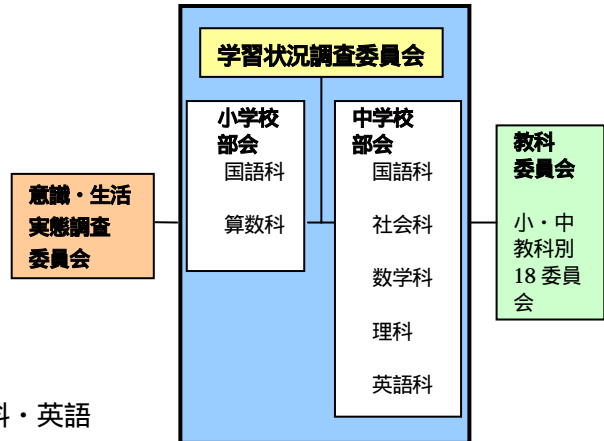 学習状況調査委員会
小学校
部会
国語科
算数科
中学校
部会
国語科
社会科
数学科
理科
英語科
意識・生活
実態調査
委員会
教科
委員会
小・中
教科別
18 委員
会
科・英語